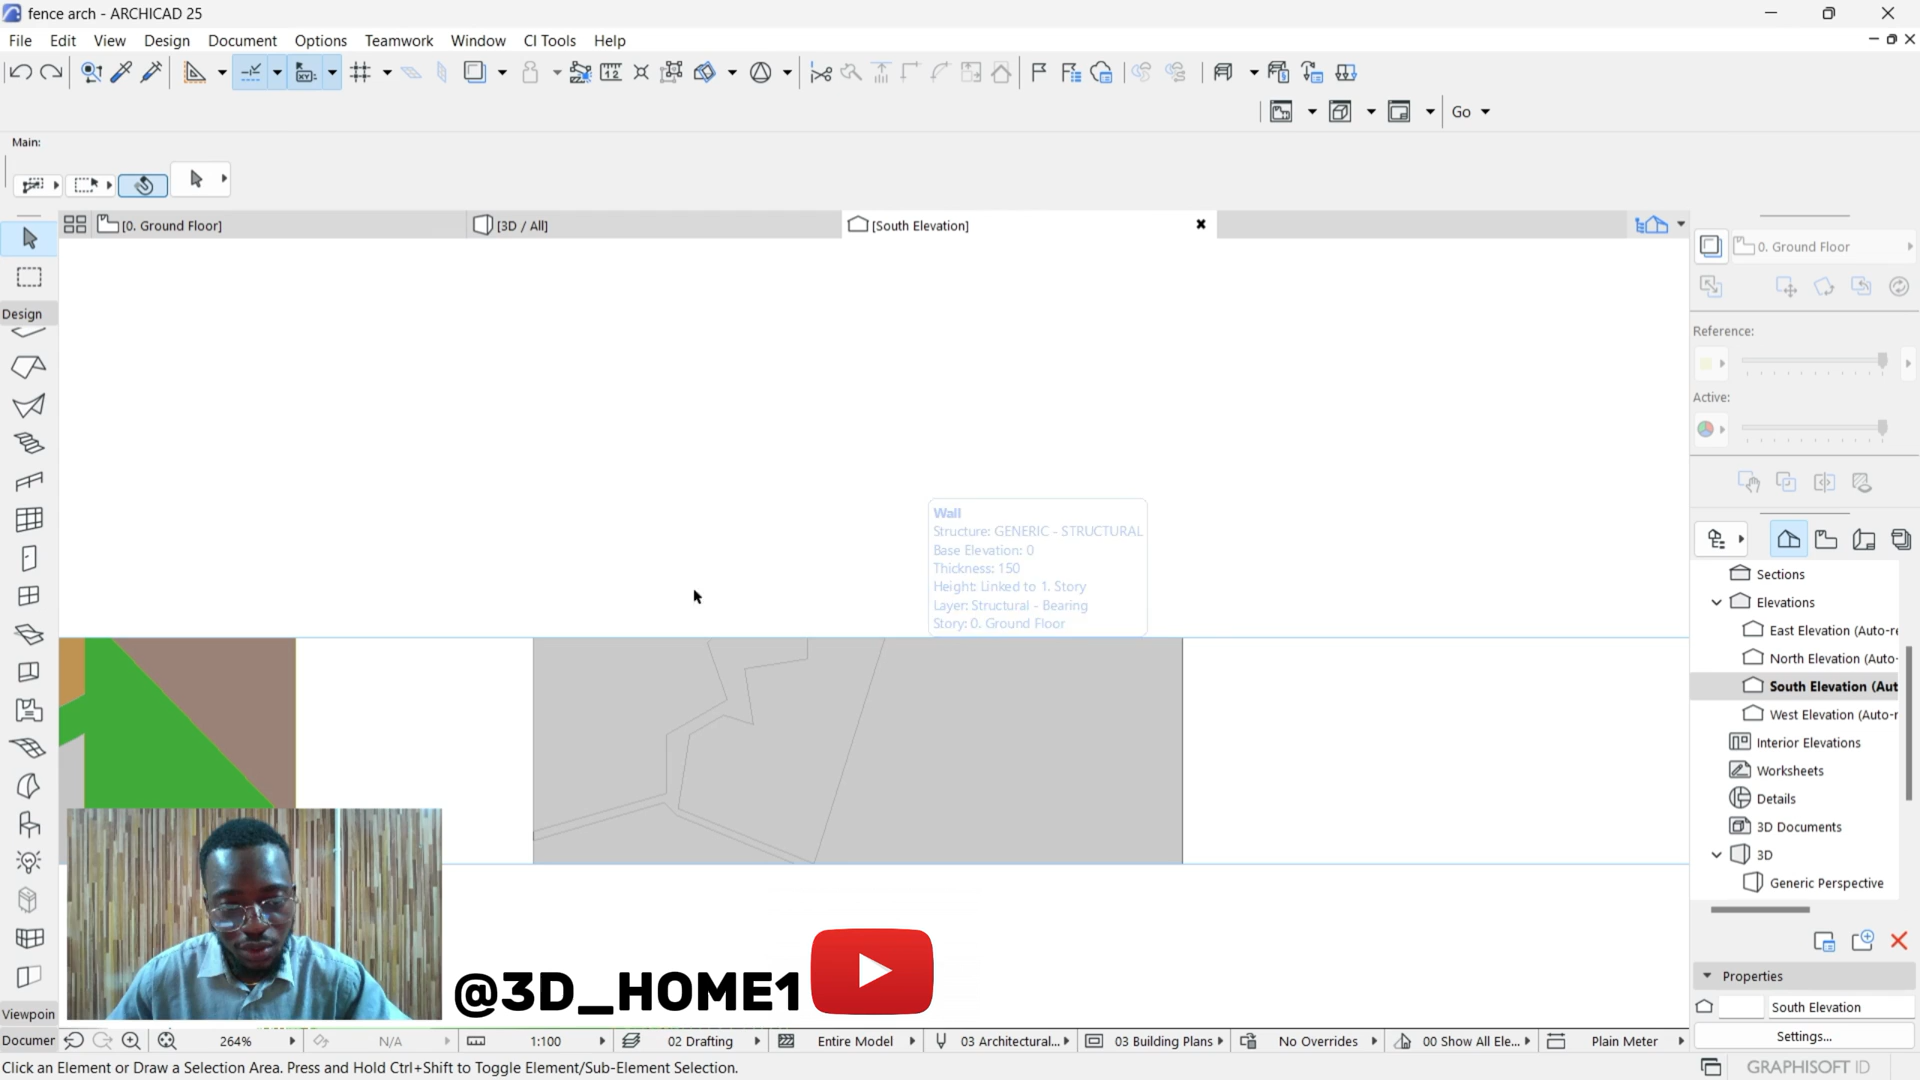 fence arch - ARCHICAD 25
File Edit View Design Document Options Teamwork Window CI Tools Help
Go
Main:
[0. Ground Floor]
[3D / All]
[South Elevation]
0. Ground Floor
Design
Reference:
Active:
Wall
Structure: GENERIC - STRUCTURAL
Base Elevation: 0
Thickness: 150
Height: Linked to 1. Story
Layer: Structural - Bearing
Story: 0. Ground Floor
Sections
Elevations
East Elevation (Auto-re
North Elevation (Auto-
South Elevation (Aut
West Elevation (Auto-r
Interior Elevations
Worksheets
Details
3D Documents
3D
Generic Perspective
Properties
South Elevation
Settings...
@3D_HOME1
Viewpoin
Documer
264% N/A 1:100 02 Drafting Entire Model 03 Architectural... 03 Building Plans No Overrides 00 Show All Ele... Plain Meter
Click an Element or Draw a Selection Area. Press and Hold Ctrl+Shift to Toggle Element/Sub-Element Selection.
GRAPHISOFT ID